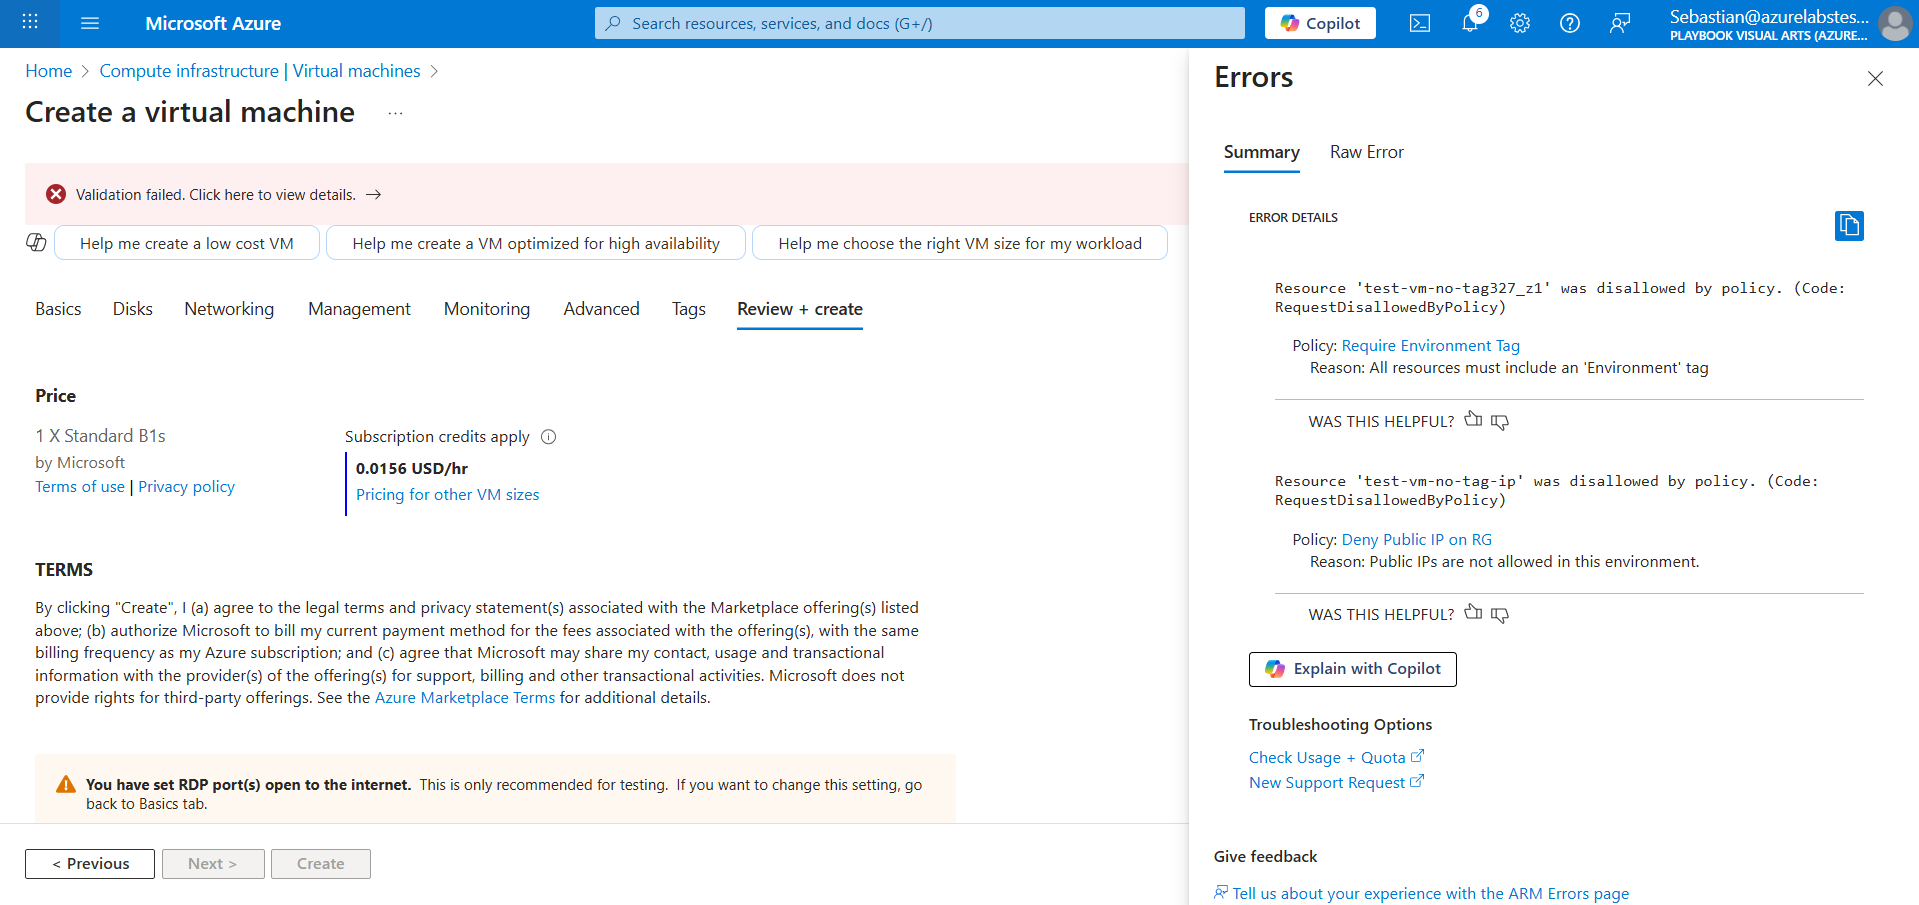 Microsoft Azure
Search resources, services, and docs (G+/)
Copilot
6
Sebastian@azurelabstes...
PLAYBOOK VISUAL ARTS (AZURE...
Home > Compute infrastructure | Virtual machines >
Create a virtual machine ...
Validation failed. Click here to view details. →
Help me create a low cost VM
Help me create a VM optimized for high availability
Help me choose the right VM size for my workload
Basics Disks Networking Management Monitoring Advanced Tags Review + create
Price
1 X Standard B1s
by Microsoft
Terms of use | Privacy policy
Subscription credits apply
0.0156 USD/hr
Pricing for other VM sizes
TERMS
By clicking "Create", I (a) agree to the legal terms and privacy statement(s) associated with the Marketplace offering(s) listed
above; (b) authorize Microsoft to bill my current payment method for the fees associated with the offering(s), with the same
billing frequency as my Azure subscription; and (c) agree that Microsoft may share my contact, usage and transactional
information with the provider(s) of the offering(s) for support, billing and other transactional activities. Microsoft does not
provide rights for third-party offerings. See the Azure Marketplace Terms for additional details.
You have set RDP port(s) open to the internet. This is only recommended for testing. If you want to change this setting, go
back to Basics tab.
< Previous
Next >
Create
Errors
Summary
Raw Error
ERROR DETAILS
Resource 'test-vm-no-tag327_z1' was disallowed by policy. (Code:
RequestDisallowedByPolicy)
Policy: Require Environment Tag
Reason: All resources must include an 'Environment' tag
WAS THIS HELPFUL?
Resource 'test-vm-no-tag-ip' was disallowed by policy. (Code:
RequestDisallowedByPolicy)
Policy: Deny Public IP on RG
Reason: Public IPs are not allowed in this environment.
WAS THIS HELPFUL?
Explain with Copilot
Troubleshooting Options
Check Usage + Quota
New Support Request
Give feedback
Tell us about your experience with the ARM Errors page